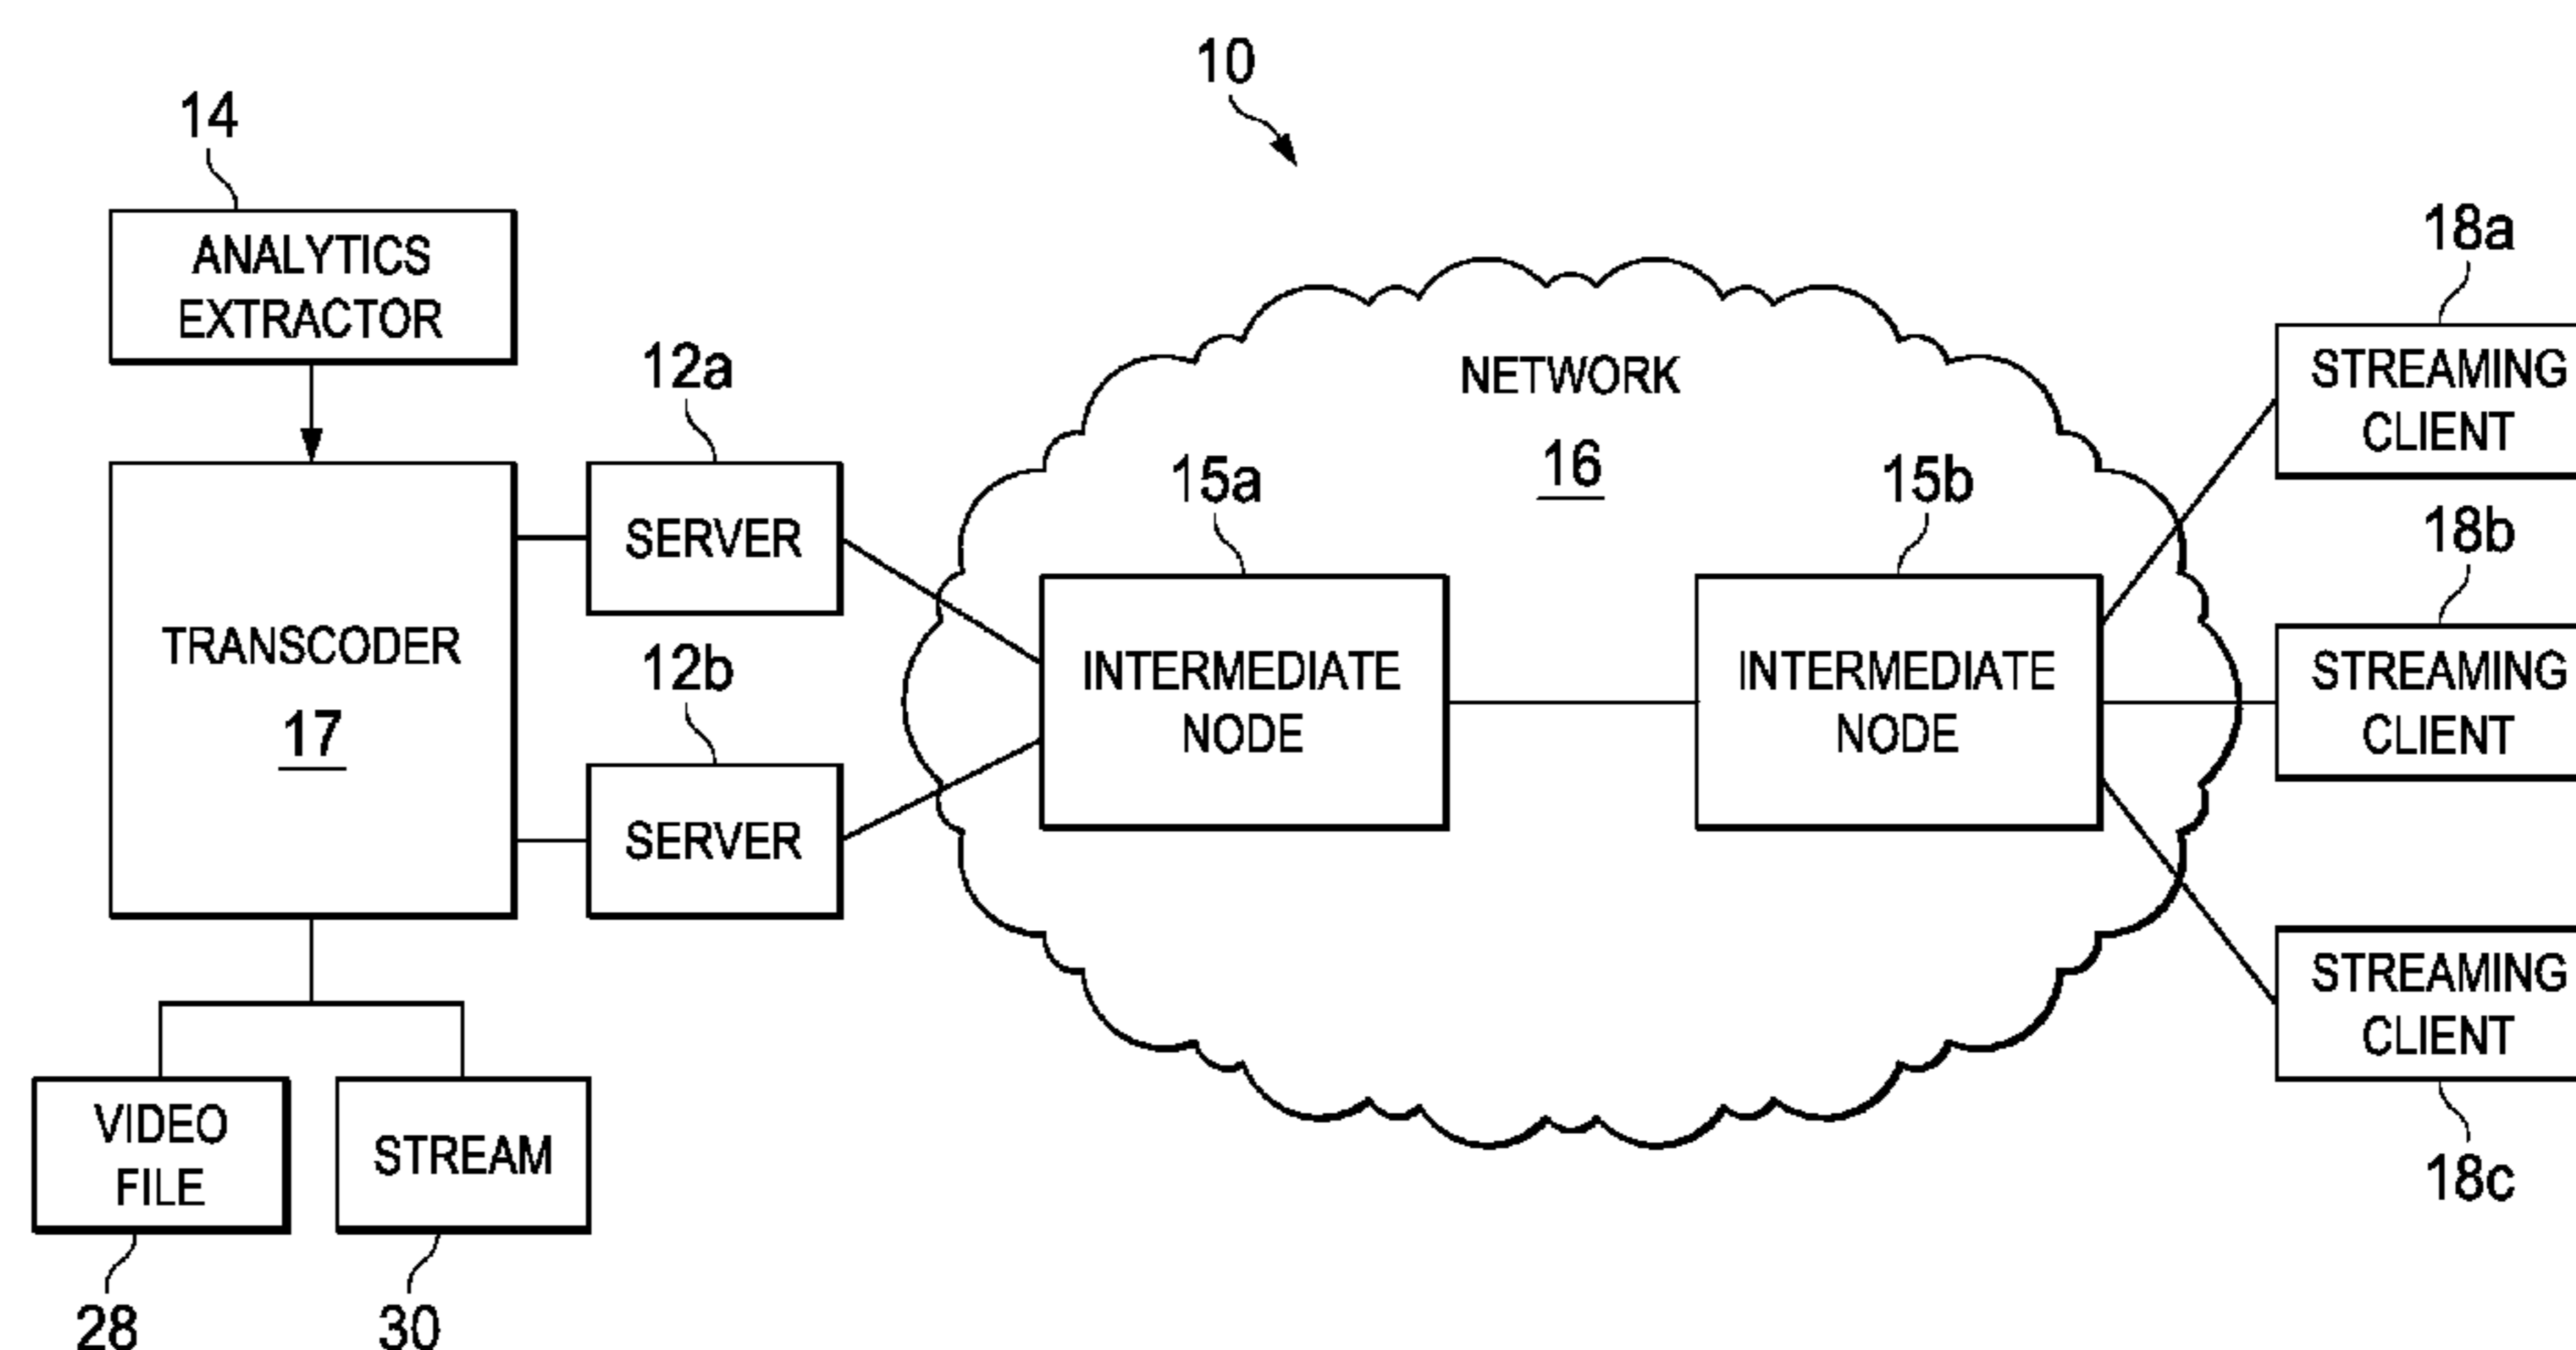 10
14
ANALYTICS
EXTRACTOR
12a
SERVER
12b
SERVER
TRANSCODER
17
VIDEO
FILE
28
STREAM
30
NETWORK
16
15a
INTERMEDIATE
NODE
15b
INTERMEDIATE
NODE
18a
STREAMING
CLIENT
18b
STREAMING
CLIENT
STREAMING
CLIENT
18c